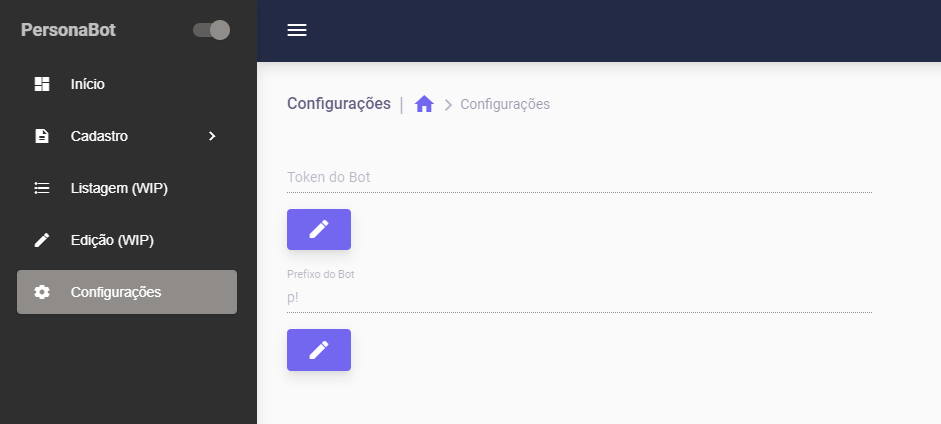 PersonaBot
Início
Cadastro
Listagem (WIP)
Edição (WIP)
Configurações
Configurações | Configurações
Token do Bot
Prefixo do Bot
p!